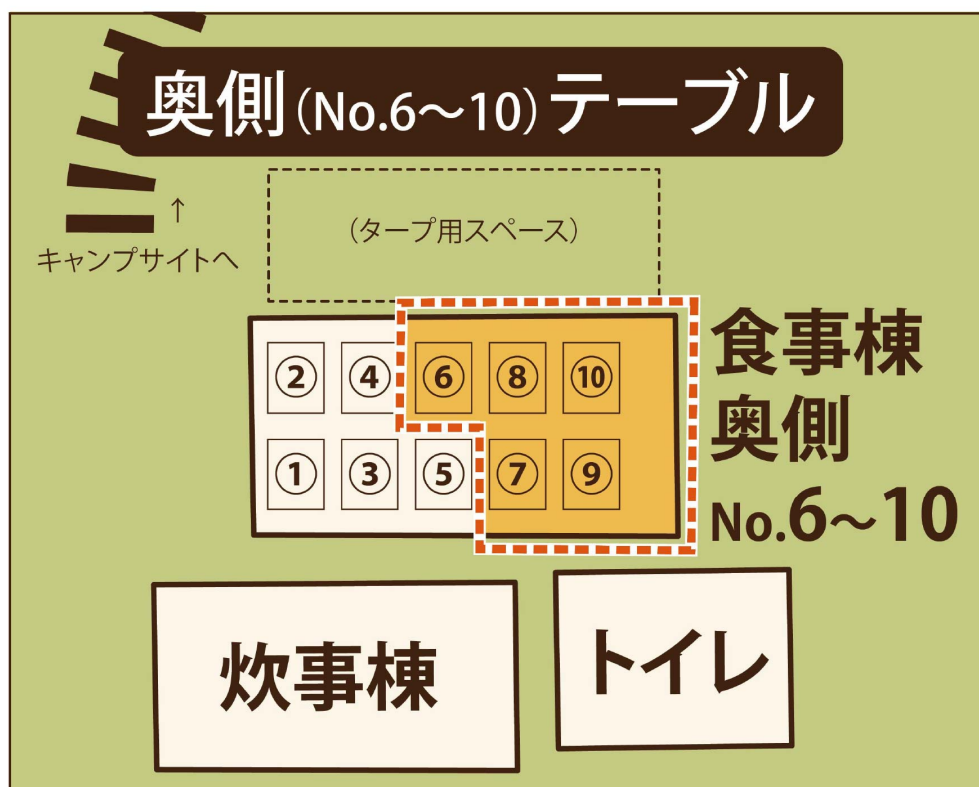 奥側(No.6〜10)テーブル
↑
キャンプサイトへ
(タープ用スペース)
② ④ ⑥ ⑧ ⑩
① ③ ⑤ ⑦ ⑨
食事棟
奥側
No.6〜10
炊事棟
トイレ